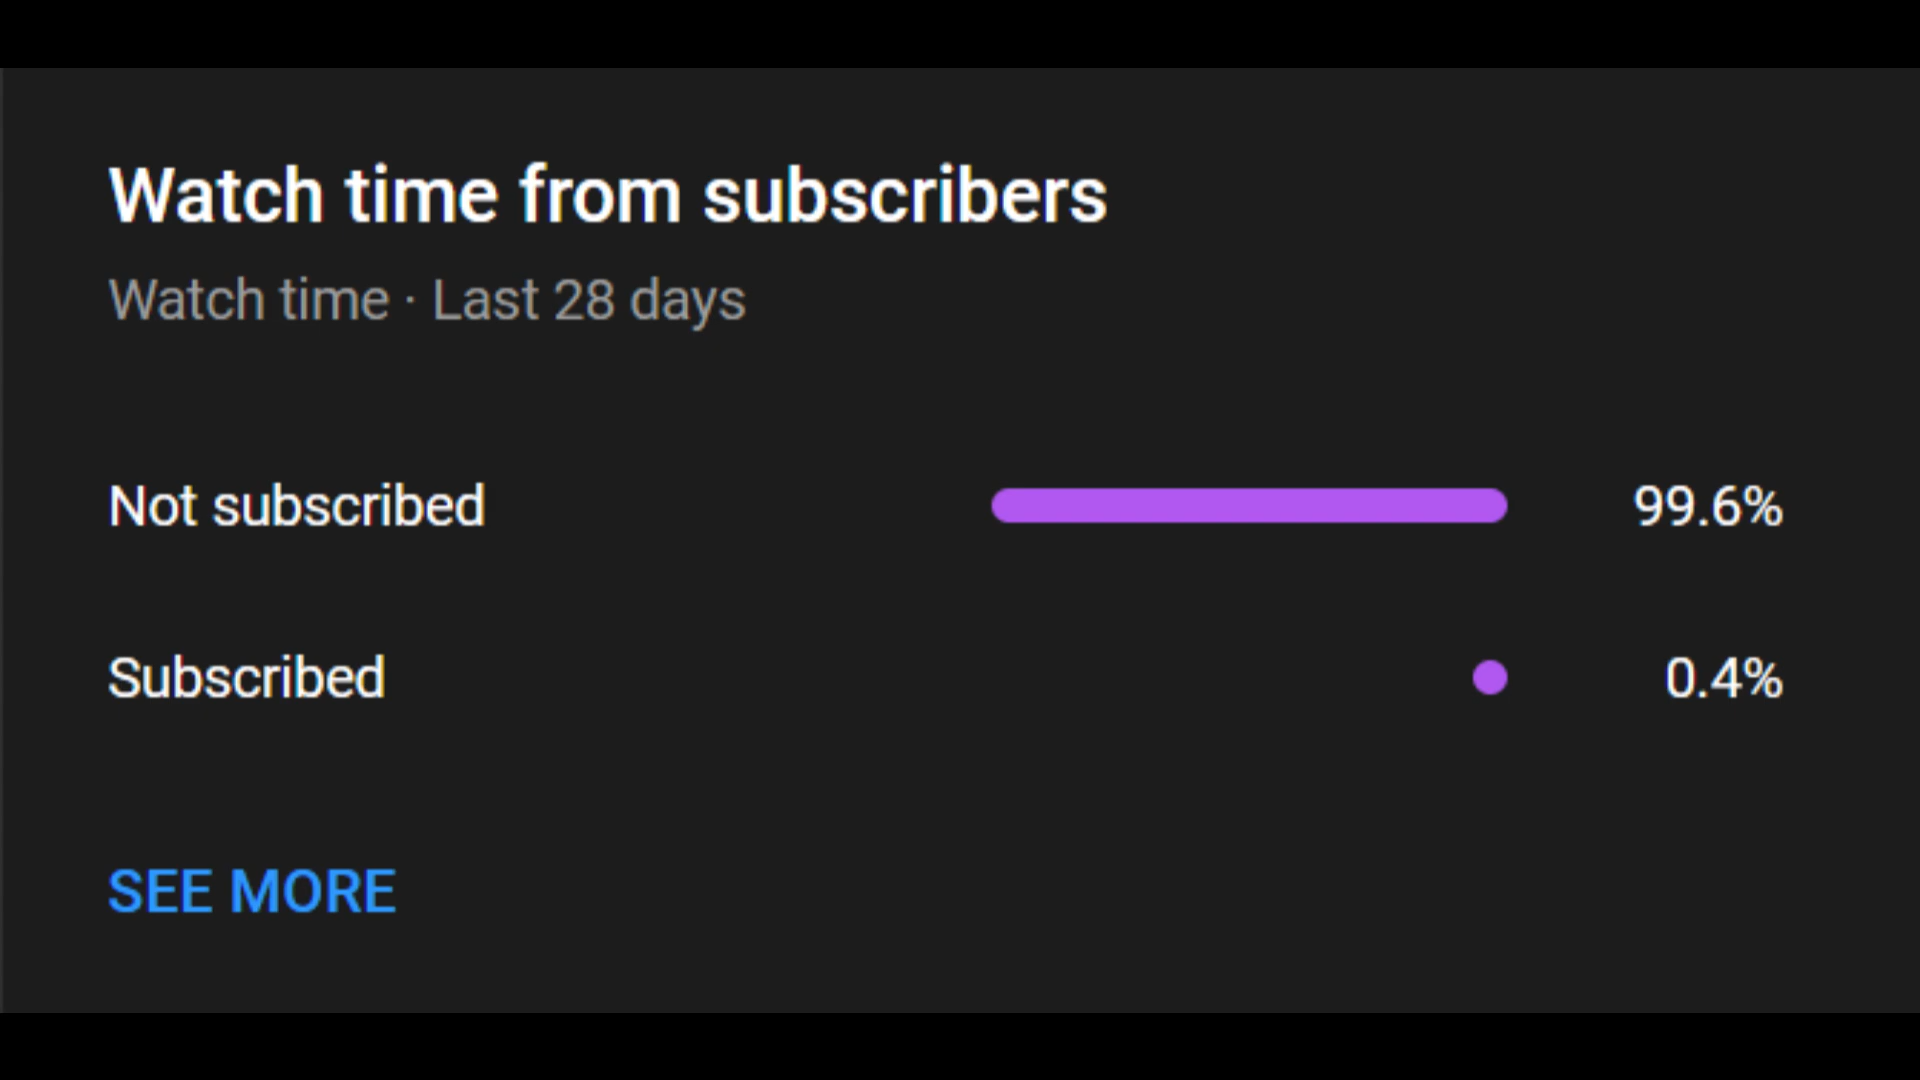 Watch time from subscribers
Watch time · Last 28 days
Not subscribed 99.6%
Subscribed 0.4%
SEE MORE